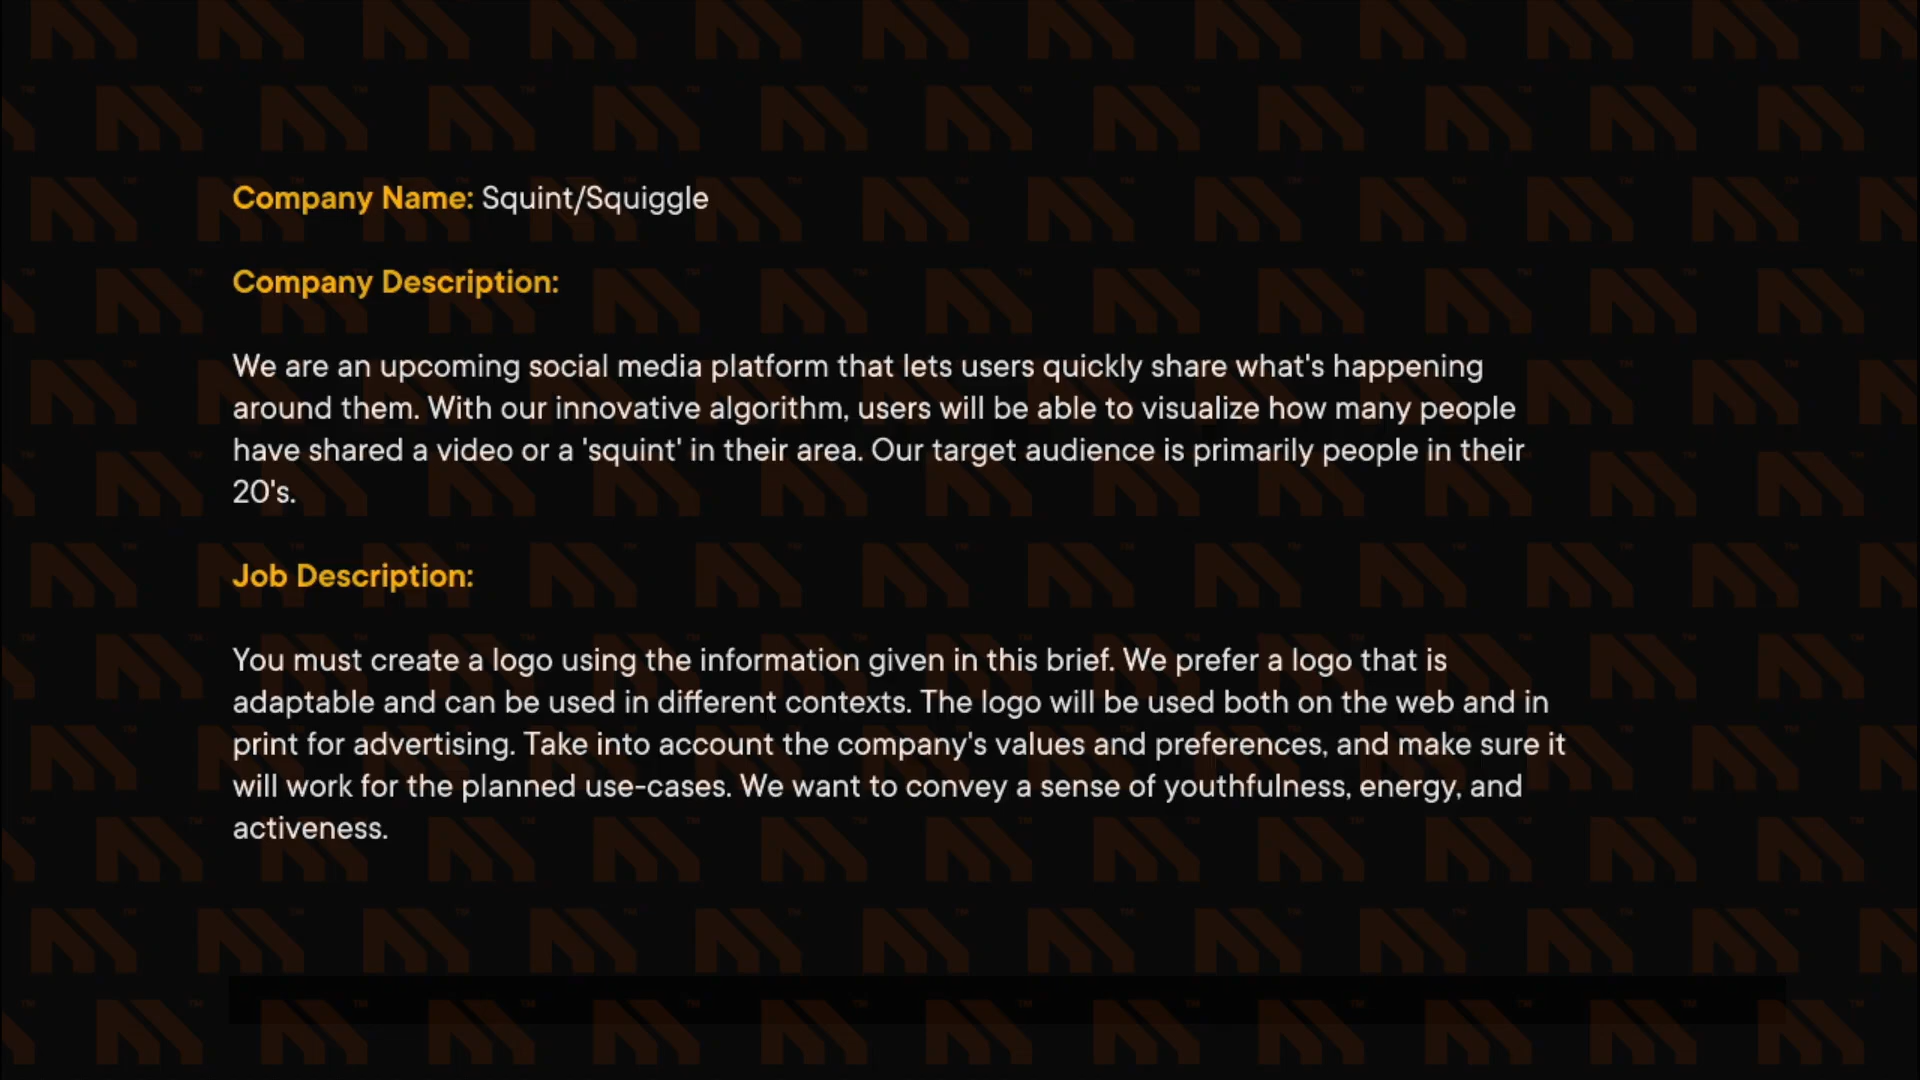 Company Name: Squint/Squiggle
Company Description:
We are an upcoming social media platform that lets users quickly share what's happening
around them. With our innovative algorithm, users will be able to visualize how many people
have shared a video or a 'squint' in their area. Our target audience is primarily people in their
20's.
Job Description:
You must create a logo using the information given in this brief. We prefer a logo that is
adaptable and can be used in different contexts. The logo will be used both on the web and in
print for advertising. Take into account the company's values and preferences, and make sure it
will work for the planned use-cases. We want to convey a sense of youthfulness, energy, and
activeness.